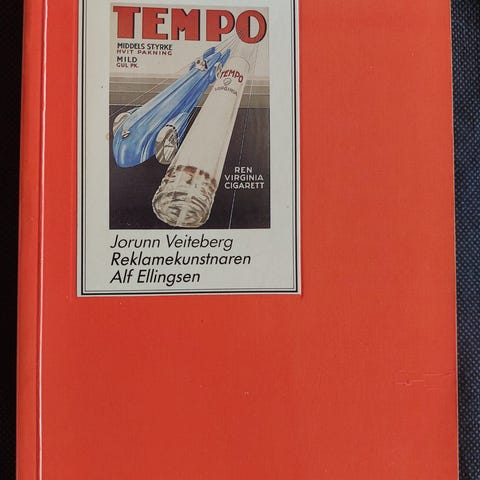 TEMPO
MIDDELS STYRKE
HVIT PAKNING
MILD
GUL PK.
TEMPO
VIRGINIA
REN
VIRGINIA
CIGARETT
Jorunn Veiteberg
Reklamekunstnaren
Alf Ellingsen